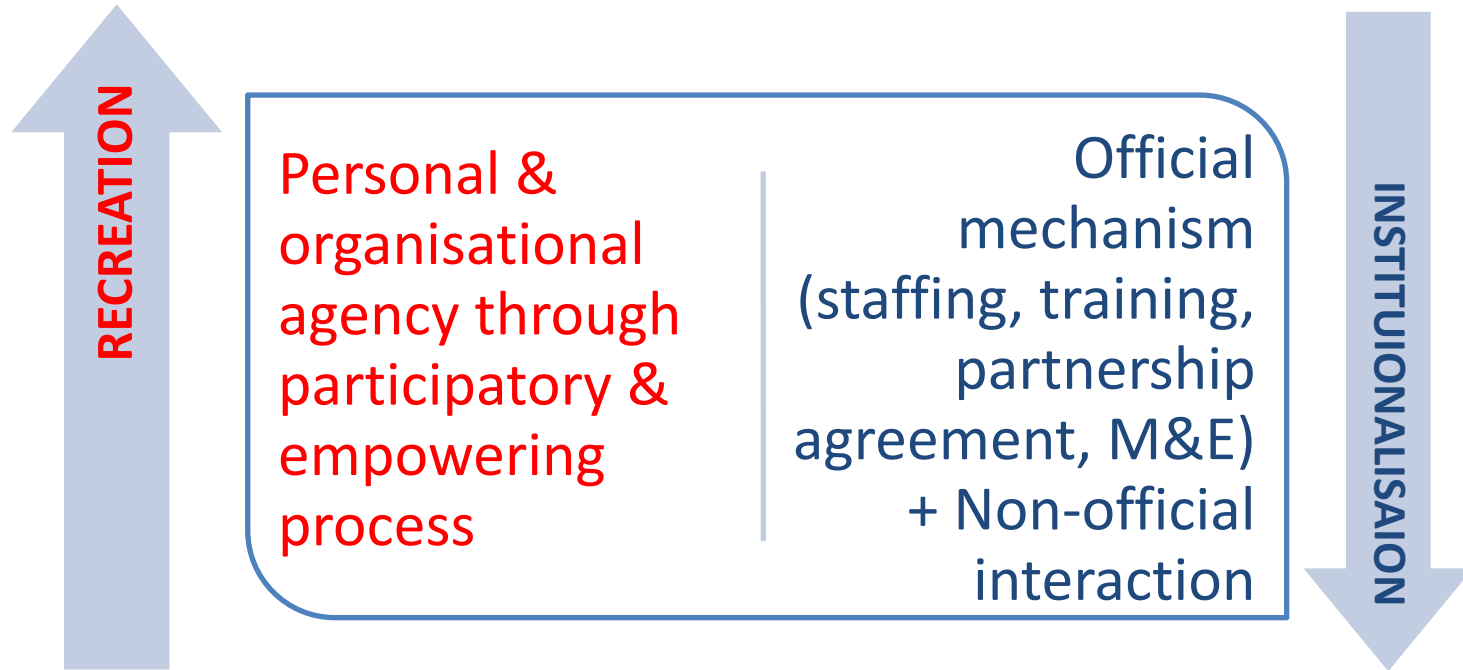 RECREATION
Personal &
organisational
agency through
participatory &
empowering
process
Official
mechanism
(staffing, training,
partnership
agreement, M&E)
+ Non-official
interaction
INSTITUIONALISAION